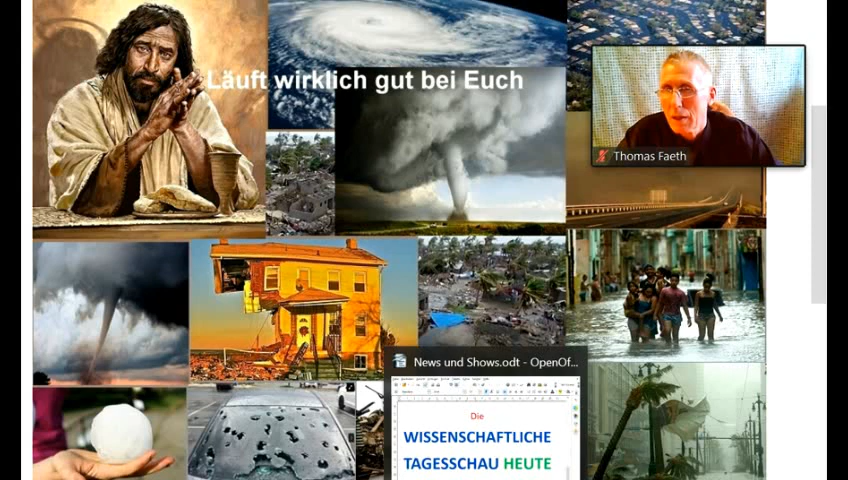 Läuft wirklich gut bei Euch
Thomas Faeth
News und Shows.odt - OpenOf...
Die
WISSENSCHAFTLICHE
TAGESSCHAU HEUTE